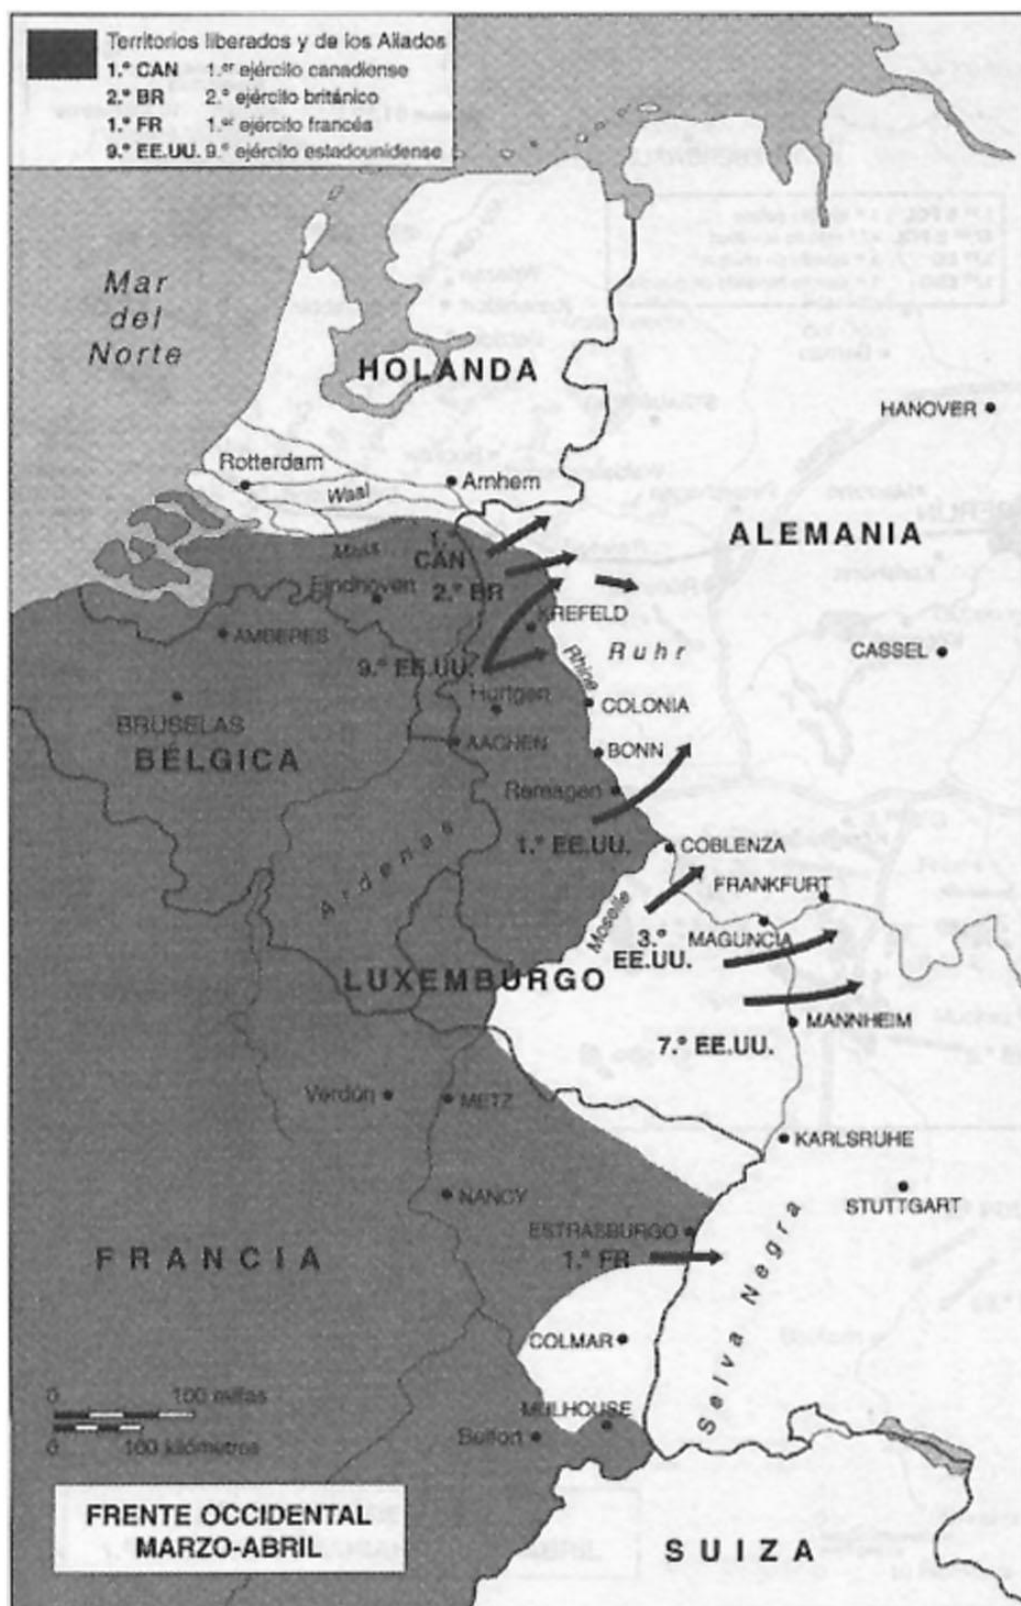 Territorios liberados y de los Aliados
1.º CAN 1.er ejército canadiense
2.º BR 2.º ejército británico
1.º FR 1.er ejército francés
9.º EE.UU. 9.º ejército estadounidense
Mar
del
Norte
HOLANDA
HANOVER
Rotterdam
Waal
Arnhem
ALEMANIA
Mass
1.º
CAN
Eindhoven
2.º BR
KREFELD
AMBERES
Ruhr
CASSEL
9.º EE.UU.
Rhine
Hurtgen
BRUSELAS
COLONIA
BÉLGICA
AACHEN
BONN
Remagen
Ardenas
1.º EE.UU.
COBLENZA
FRANKFURT
Moselle
3.º
EE.UU.
MAGUNCIA
LUXEMBURGO
MANNHEIM
7.º EE.UU.
Verdún
METZ
KARLSRUHE
NANCY
STUTTGART
ESTRASBURGO
FRANCIA
1.º FR
Selva Negra
COLMAR
0 100 millas
0 100 kilómetros
MULHOUSE
Belfort
FRENTE OCCIDENTAL
MARZO-ABRIL
SUIZA